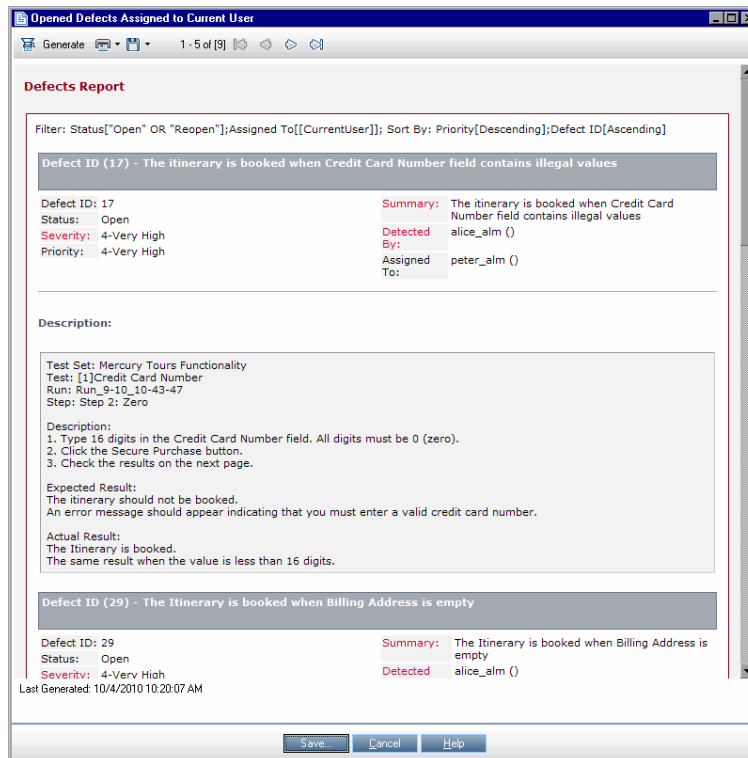 Opened Defects Assigned to Current User
Generate 1 - 5 of [9]
Defects Report
Filter: Status["Open" OR "Reopen"];Assigned To[[CurrentUser]]; Sort By: Priority[Descending];Defect ID[Ascending]
Defect ID (17) - The itinerary is booked when Credit Card Number field contains illegal values
Defect ID: 17
Status: Open
Severity: 4-Very High
Priority: 4-Very High
Summary: The itinerary is booked when Credit Card
Number field contains illegal values
Detected alice_alm ()
By:
Assigned peter_alm ()
To:
Description:
Test Set: Mercury Tours Functionality
Test: [1]Credit Card Number
Run: Run_9-10_10-43-47
Step: Step 2: Zero
Description:
1. Type 16 digits in the Credit Card Number field. All digits must be 0 (zero).
2. Click the Secure Purchase button.
3. Check the results on the next page.
Expected Result:
The itinerary should not be booked.
An error message should appear indicating that you must enter a valid credit card number.
Actual Result:
The Itinerary is booked.
The same result when the value is less than 16 digits.
Defect ID (29) - The Itinerary is booked when Billing Address is empty
Defect ID: 29
Status: Open
Severity: 4-Very High
Summary: The Itinerary is booked when Billing Address is
empty
Detected alice_alm ()
Last Generated: 10/4/2010 10:20:07 AM
Save... Cancel Help